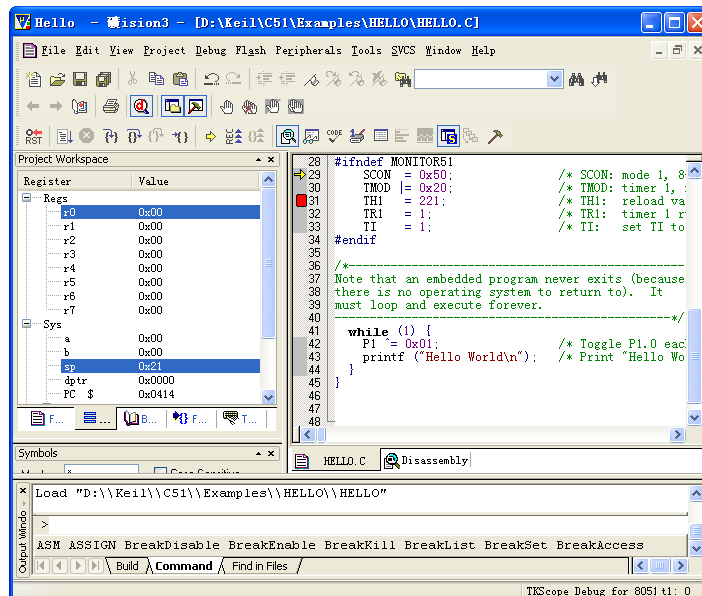 Hello - 礦ision3 - [D:\Keil\C51\Examples\HELLO\HELLO.C]
File Edit View Project Debug Flash Peripherals Tools SVCS Window Help
RST
CODE
Project Workspace
Register Value
Regs
r0 0x00
r1 0x00
r2 0x00
r3 0x00
r4 0x00
r5 0x00
r6 0x00
r7 0x00
Sys
a 0x00
b 0x00
sp 0x21
dptr 0x0000
PC $ 0x0414
F... ... B... F... T...
28 #ifndef MONITOR51
29 SCON = 0x50; /* SCON: mode 1, 8-
30 TMOD |= 0x20; /* TMOD: timer 1,
31 TH1 = 221; /* TH1: reload va
32 TR1 = 1; /* TR1: timer 1 r
33 TI = 1; /* TI: set TI to
34 #endif
35
36 /*------------------------------------------------
37 Note that an embedded program never exits (because
38 there is no operating system to return to). It
39 must loop and execute forever.
40 ------------------------------------------------*/
41 while (1) {
42 P1 ^= 0x01; /* Toggle P1.0 eac
43 printf ("Hello World\n"); /* Print "Hello Wo
44 }
45 }
46
47
48
HELLO.C Disassembly
Symbols
Output Windo
Load "D:\\Keil\\C51\\Examples\\HELLO\\HELLO"
>
ASM ASSIGN BreakDisable BreakEnable BreakKill BreakList BreakSet BreakAccess
Build Command Find in Files
TKScope Debug for 8051 t1: 0